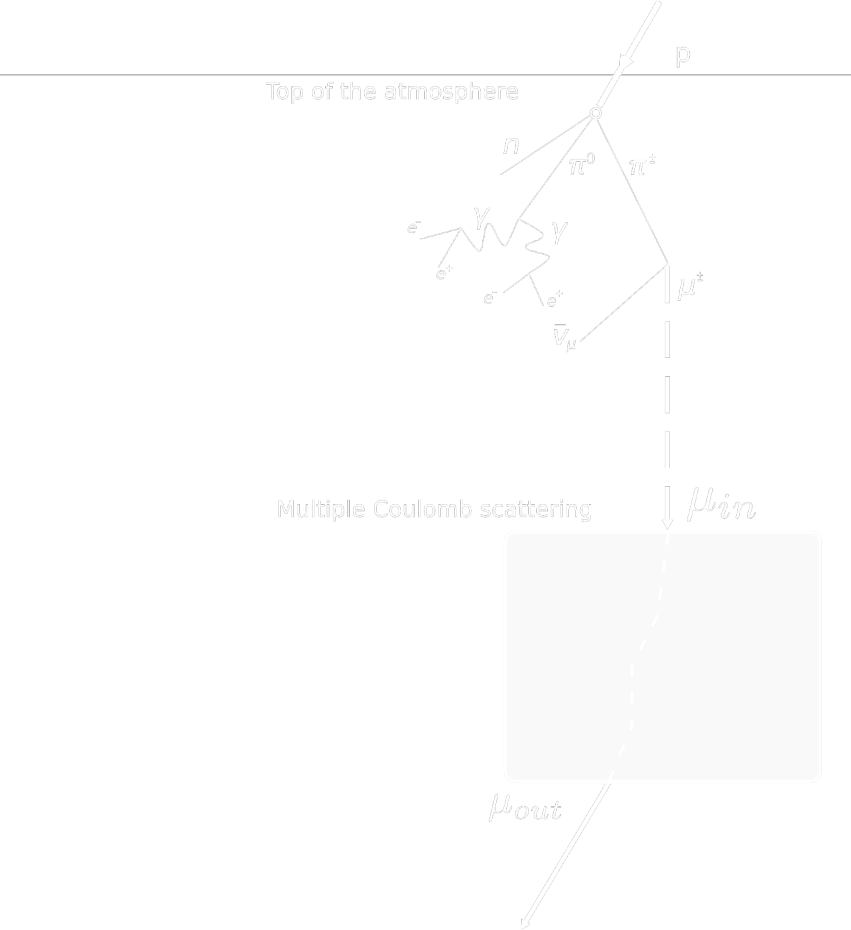 p
Top of the atmosphere
n
π⁰
π±
e⁻
γ
γ
e⁺
e⁻
e⁺
μ±
ν̄μ
Multiple Coulomb scattering
μin
μout